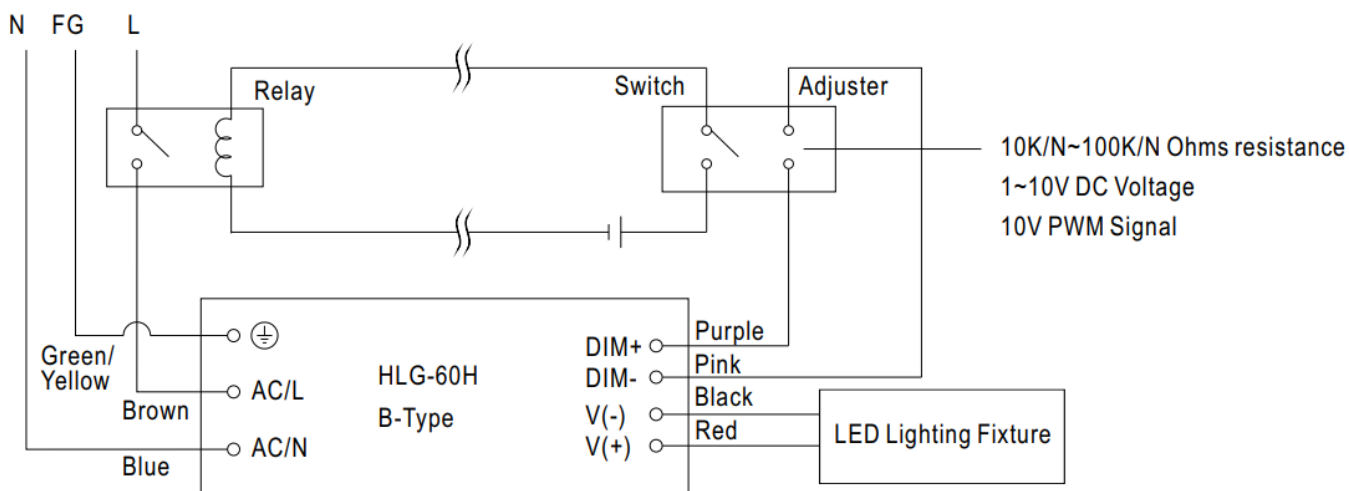 N FG L
Relay
Switch
Adjuster
10K/N~100K/N Ohms resistance
1~10V DC Voltage
10V PWM Signal
Green/
Yellow
Brown
Blue
AC/L
AC/N
HLG-60H
B-Type
DIM+
DIM-
V(-)
V(+)
Purple
Pink
Black
Red
LED Lighting Fixture